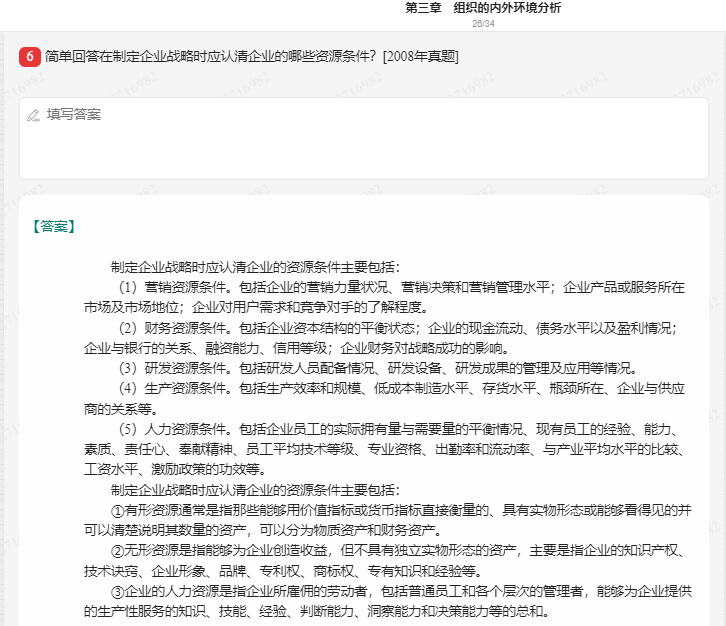 第三章 组织的内外环境分析
26/34
6 简单回答在制定企业战略时应认清企业的哪些资源条件？[2008年真题]
填写答案
【答案】
制定企业战略时应认清企业的资源条件主要包括：
（1）营销资源条件。包括企业的营销力量状况、营销决策和营销管理水平；企业产品或服务所在
市场及市场地位；企业对用户需求和竞争对手的了解程度。
（2）财务资源条件。包括企业资本结构的平衡状态；企业的现金流动、债务水平以及盈利情况；
企业与银行的关系、融资能力、信用等级；企业财务对战略成功的影响。
（3）研发资源条件。包括研发人员配备情况、研发设备、研发成果的管理及应用等情况。
（4）生产资源条件。包括生产效率和规模、低成本制造水平、存货水平、瓶颈所在、企业与供应
商的关系等。
（5）人力资源条件。包括企业员工的实际拥有量与需要量的平衡情况、现有员工的经验、能力、
素质、责任心、奉献精神、员工平均技术等级、专业资格、出勤率和流动率、与产业平均水平的比较、
工资水平、激励政策的功效等。
制定企业战略时应认清企业的资源条件主要包括：
①有形资源通常是指那些能够用价值指标或货币指标直接衡量的、具有实物形态或能够看得见的并
可以清楚说明其数量的资产，可以分为物质资产和财务资产。
②无形资源是指能够为企业创造收益，但不具有独立实物形态的资产，主要是指企业的知识产权、
技术诀窍、企业形象、品牌、专利权、商标权、专有知识和经验等。
③企业的人力资源是指企业所雇佣的劳动者，包括普通员工和各个层次的管理者，能够为企业提供
的生产性服务的知识、技能、经验、判断能力、洞察能力和决策能力等的总和。